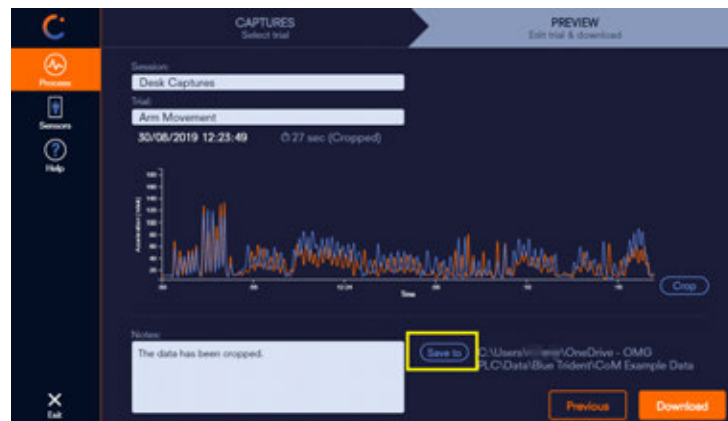 CAPTURES
Select trial
PREVIEW
Edit trial & download
Process
Sensors
Help
Exit
Session:
Desk Captures
Trial:
Arm Movement
30/08/2019 12:23:49
27 sec (Cropped)
Time
Crop
Notes:
The data has been cropped.
Save to
C:\Users\
\OneDrive - OMG
PLC\Data\Blue Trident\CoM Example Data
Previous
Download